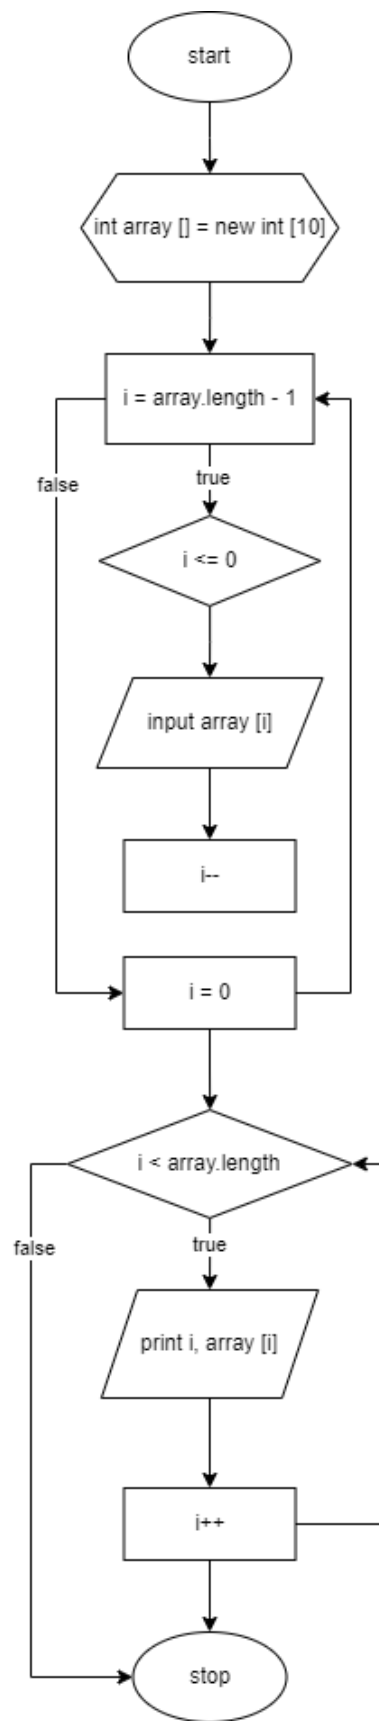 start
int array [] = new int [10]
i = array.length - 1
false
true
i <= 0
input array [i]
i--
i = 0
i < array.length
false
true
print i, array [i]
i++
stop